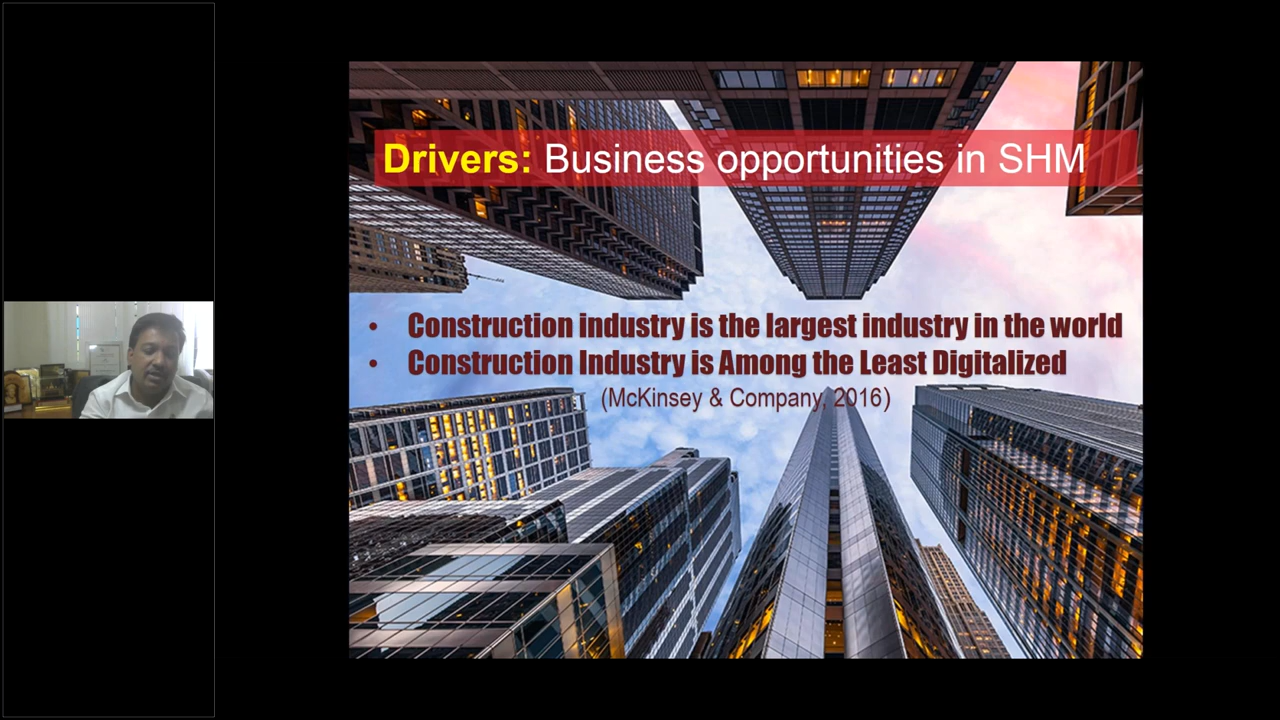 Drivers: Business opportunities in SHM
• Construction industry is the largest industry in the world
• Construction Industry is Among the Least Digitalized
(McKinsey & Company, 2016)